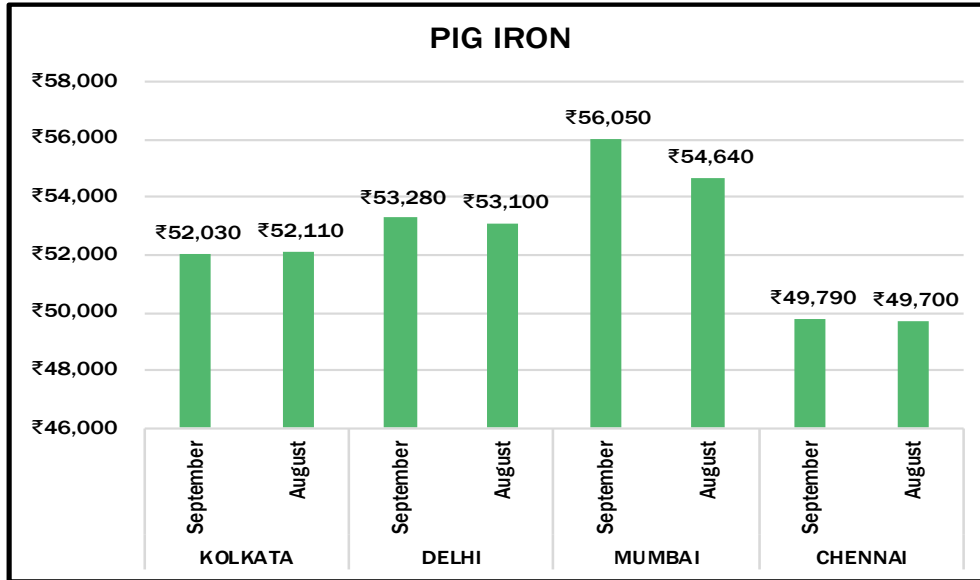 PIG IRON
₹58,000
₹56,000
₹54,000
₹52,000
₹50,000
₹48,000
₹46,000
₹52,030
₹52,110
₹53,280
₹53,100
₹56,050
₹54,640
₹49,790
₹49,700
September
August
September
August
September
August
September
August
KOLKATA
DELHI
MUMBAI
CHENNAI